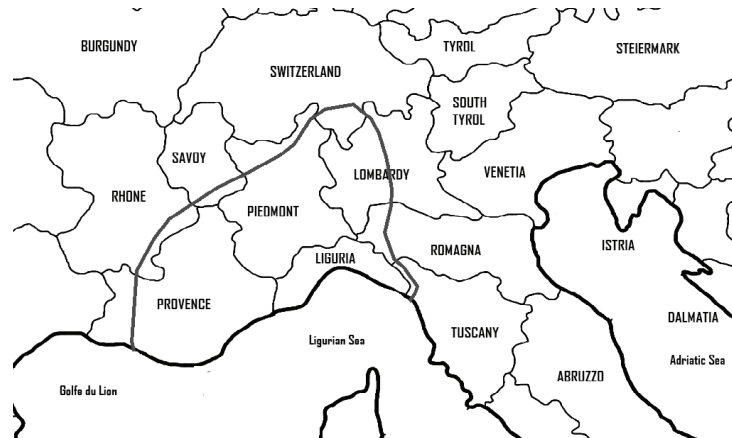 BURGUNDY
TYROL
STEIERMARK
SWITZERLAND
SOUTH
TYROL
SAVOY
LOMBARDY
VENETIA
RHONE
PIEDMONT
ROMAGNA
ISTRIA
LIGURIA
PROVENCE
DALMATIA
TUSCANY
Ligurian Sea
Adriatic Sea
ABRUZZO
Golfe du Lion